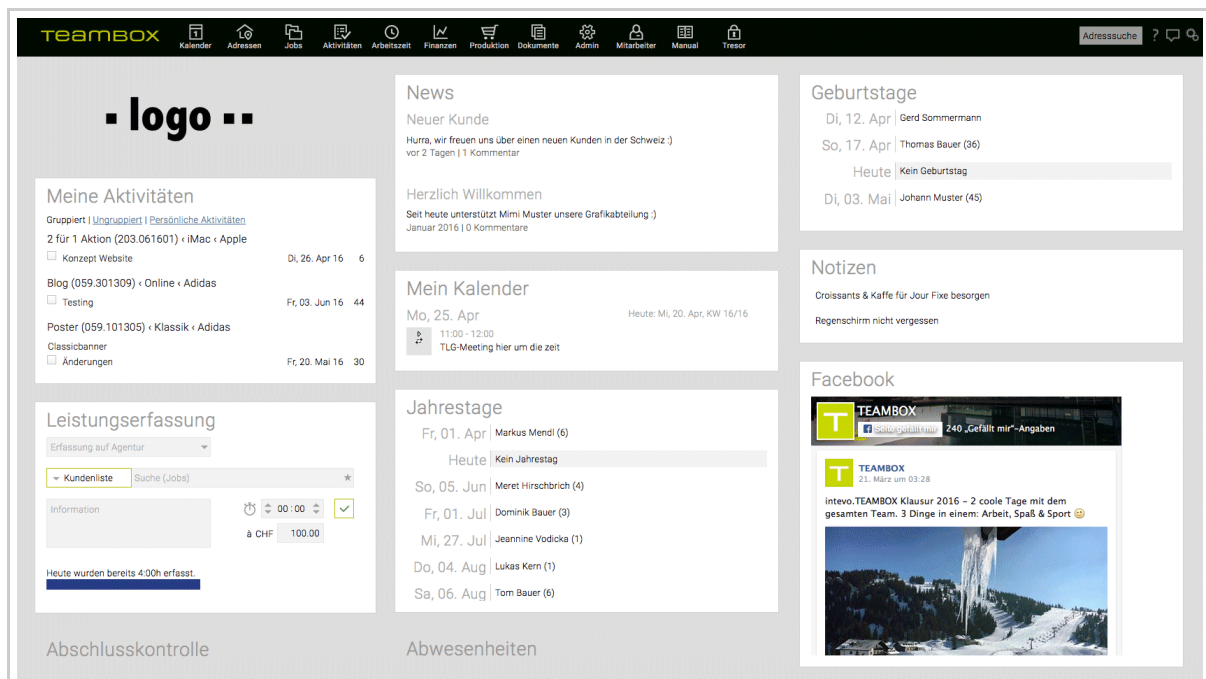 TEAMBOX
Kalender Adressen Jobs Aktivitäten Arbeitszeit Finanzen Produktion Dokumente Admin Mitarbeiter Manual Tresor
Adresssuche ?
logo
Meine Aktivitäten
Gruppiert | Ungruppiert | Persönliche Aktivitäten
2 für 1 Aktion (203.061601) ‹ iMac ‹ Apple
Konzept Website Di, 26. Apr 16 6
Blog (059.301309) ‹ Online ‹ Adidas
Testing Fr, 03. Jun 16 44
Poster (059.101305) ‹ Klassik ‹ Adidas
Classicbanner
Änderungen Fr, 20. Mai 16 30
Leistungserfassung
Erfassung auf Agentur
Kundenliste Suche (Jobs)
Information 00:00
à CHF 100.00
Heute wurden bereits 4:00h erfasst.
Abschlusskontrolle
News
Neuer Kunde
Hurra, wir freuen uns über einen neuen Kunden in der Schweiz :)
vor 2 Tagen | 1 Kommentar
Herzlich Willkommen
Seit heute unterstützt Mimi Muster unsere Grafikabteilung :)
Januar 2016 | 0 Kommentare
Mein Kalender
Mo, 25. Apr Heute: Mi, 20. Apr, KW 16/16
11:00 - 12:00
TLG-Meeting hier um die zeit
Jahrestage
Fr, 01. Apr Markus Mendl (6)
Heute Kein Jahrestag
So, 05. Jun Meret Hirschbrich (4)
Fr, 01. Jul Dominik Bauer (3)
Mi, 27. Jul Jeannine Vodicka (1)
Do, 04. Aug Lukas Kern (1)
Sa, 06. Aug Tom Bauer (6)
Abwesenheiten
Geburtstage
Di, 12. Apr Gerd Sommermann
So, 17. Apr Thomas Bauer (36)
Heute Kein Geburtstag
Di, 03. Mai Johann Muster (45)
Notizen
Croissants & Kaffe für Jour Fixe besorgen
Regenschirm nicht vergessen
Facebook
TEAMBOX
Seite gefällt mir 240 „Gefällt mir“-Angaben
TEAMBOX
21. März um 03:28
intevo.TEAMBOX Klausur 2016 – 2 coole Tage mit dem
gesamten Team. 3 Dinge in einem: Arbeit, Spaß & Sport